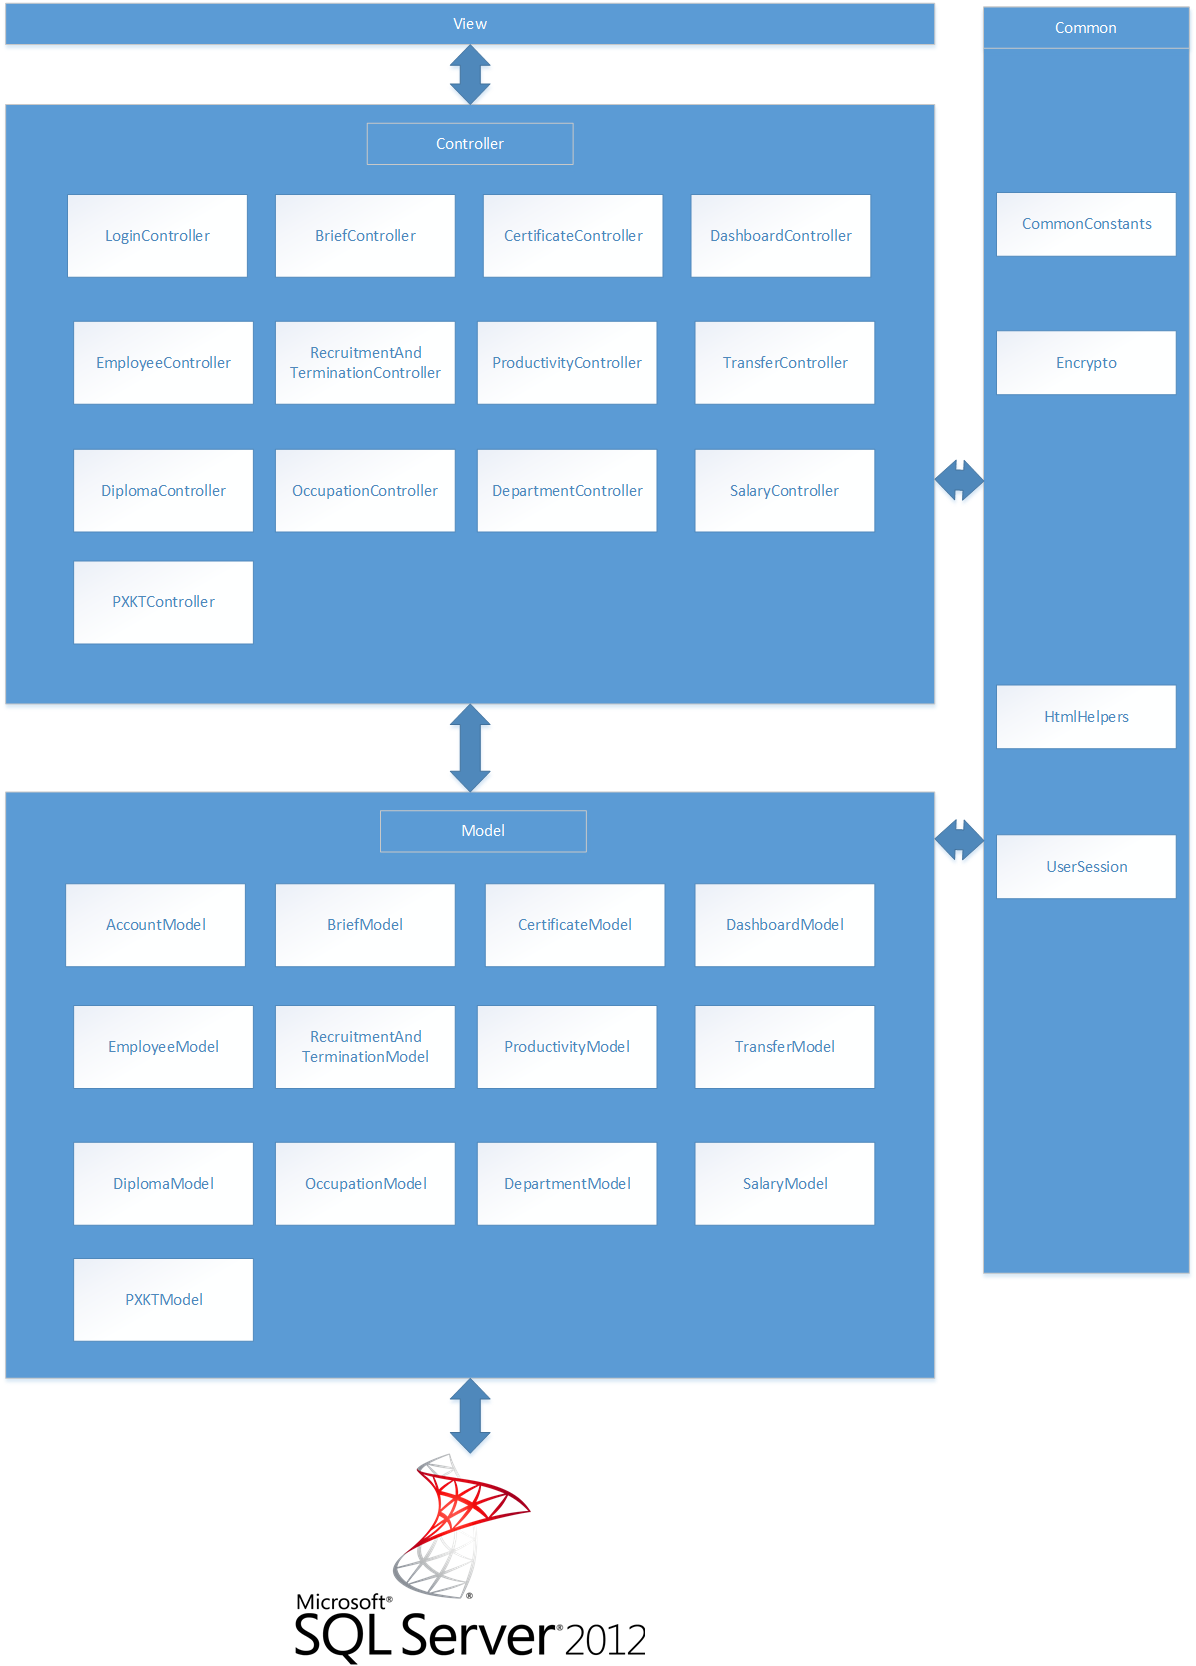 View
Common
Controller
LoginController
BriefController
CertificateController
DashboardController
CommonConstants
EmployeeController
RecruitmentAnd
TerminationController
ProductivityController
TransferController
Encrypto
DiplomaController
OccupationController
DepartmentController
SalaryController
PXKTController
HtmlHelpers
Model
UserSession
AccountModel
BriefModel
CertificateModel
DashboardModel
EmployeeModel
RecruitmentAnd
TerminationModel
ProductivityModel
TransferModel
DiplomaModel
OccupationModel
DepartmentModel
SalaryModel
PXKTModel
Microsoft®
SQL Server® 2012